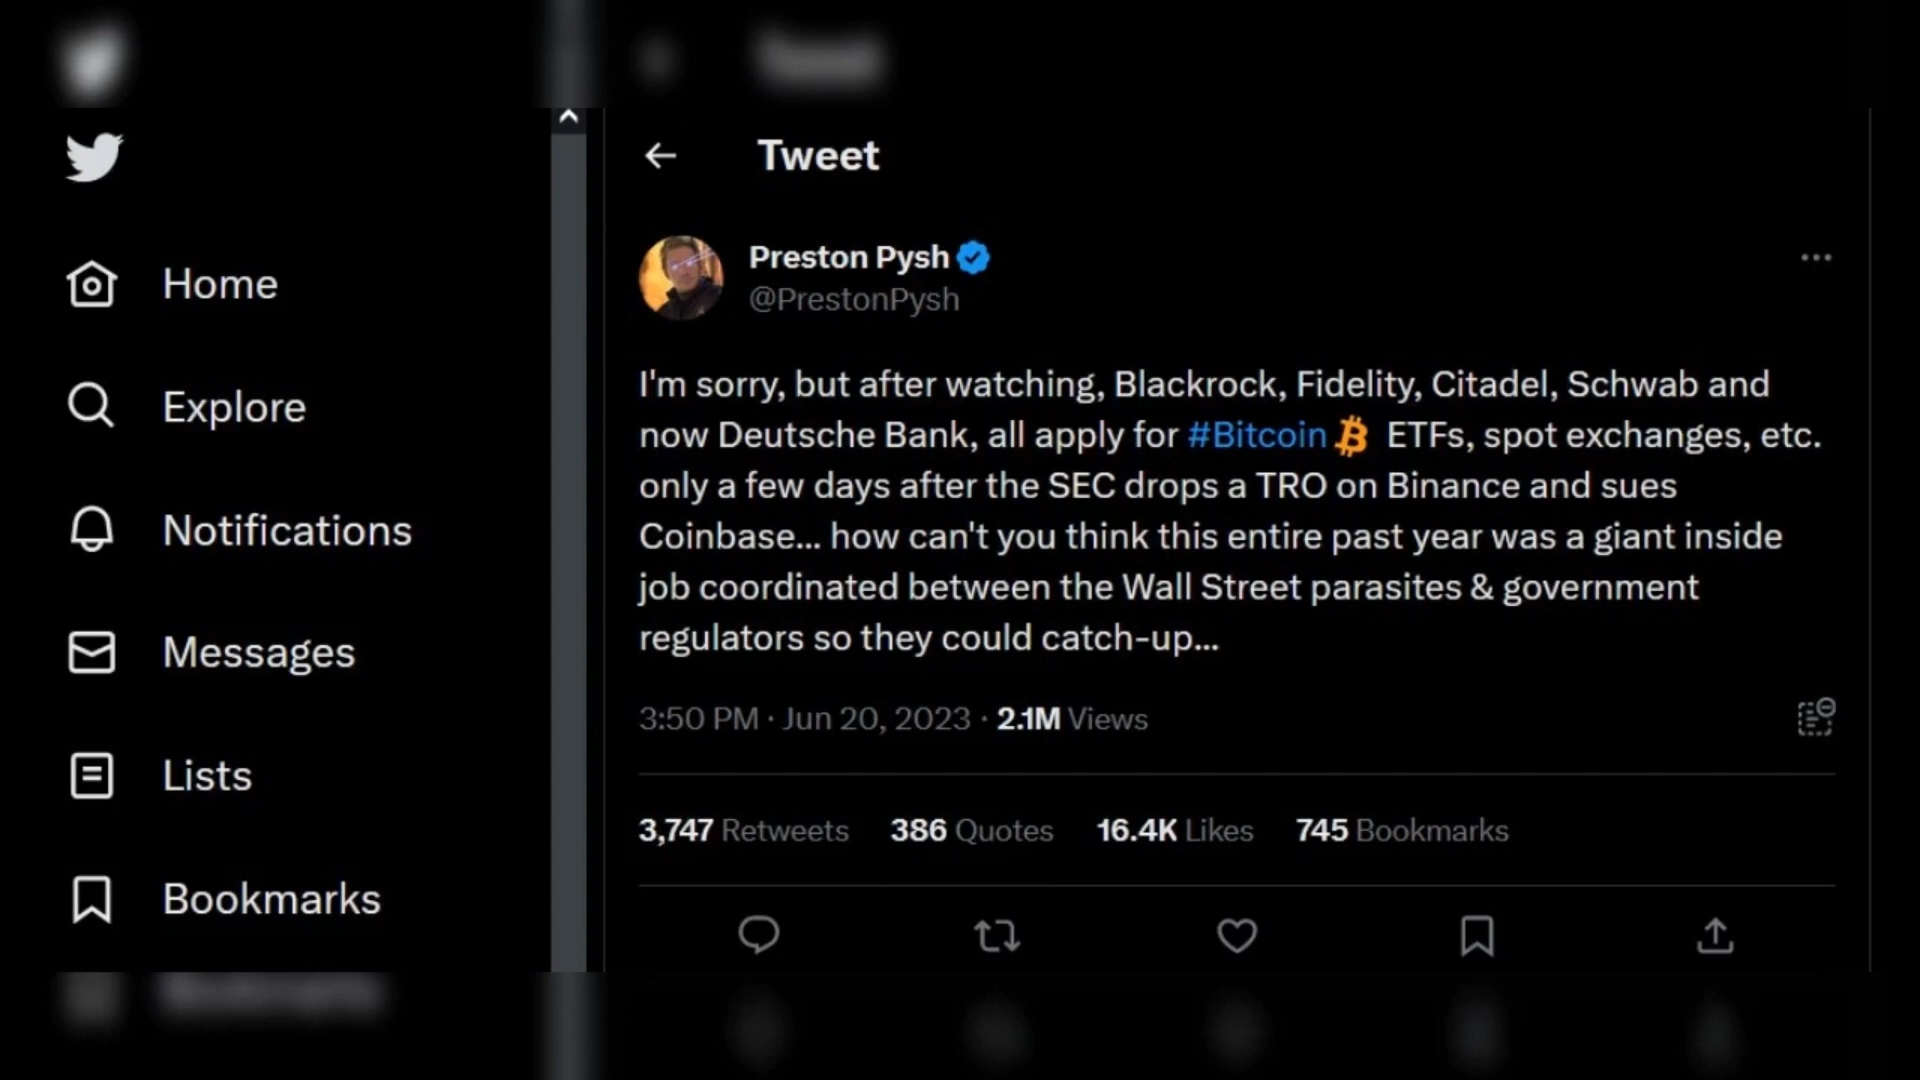 Tweet
Home
Explore
Notifications
Messages
Lists
Bookmarks
Tweet
Preston Pysh
@PrestonPysh
I'm sorry, but after watching, Blackrock, Fidelity, Citadel, Schwab and
now Deutsche Bank, all apply for #Bitcoin ETFs, spot exchanges, etc.
only a few days after the SEC drops a TRO on Binance and sues
Coinbase... how can't you think this entire past year was a giant inside
job coordinated between the Wall Street parasites & government
regulators so they could catch-up...
3:50 PM · Jun 20, 2023 · 2.1M Views
3,747 Retweets 386 Quotes 16.4K Likes 745 Bookmarks
Bookmarks